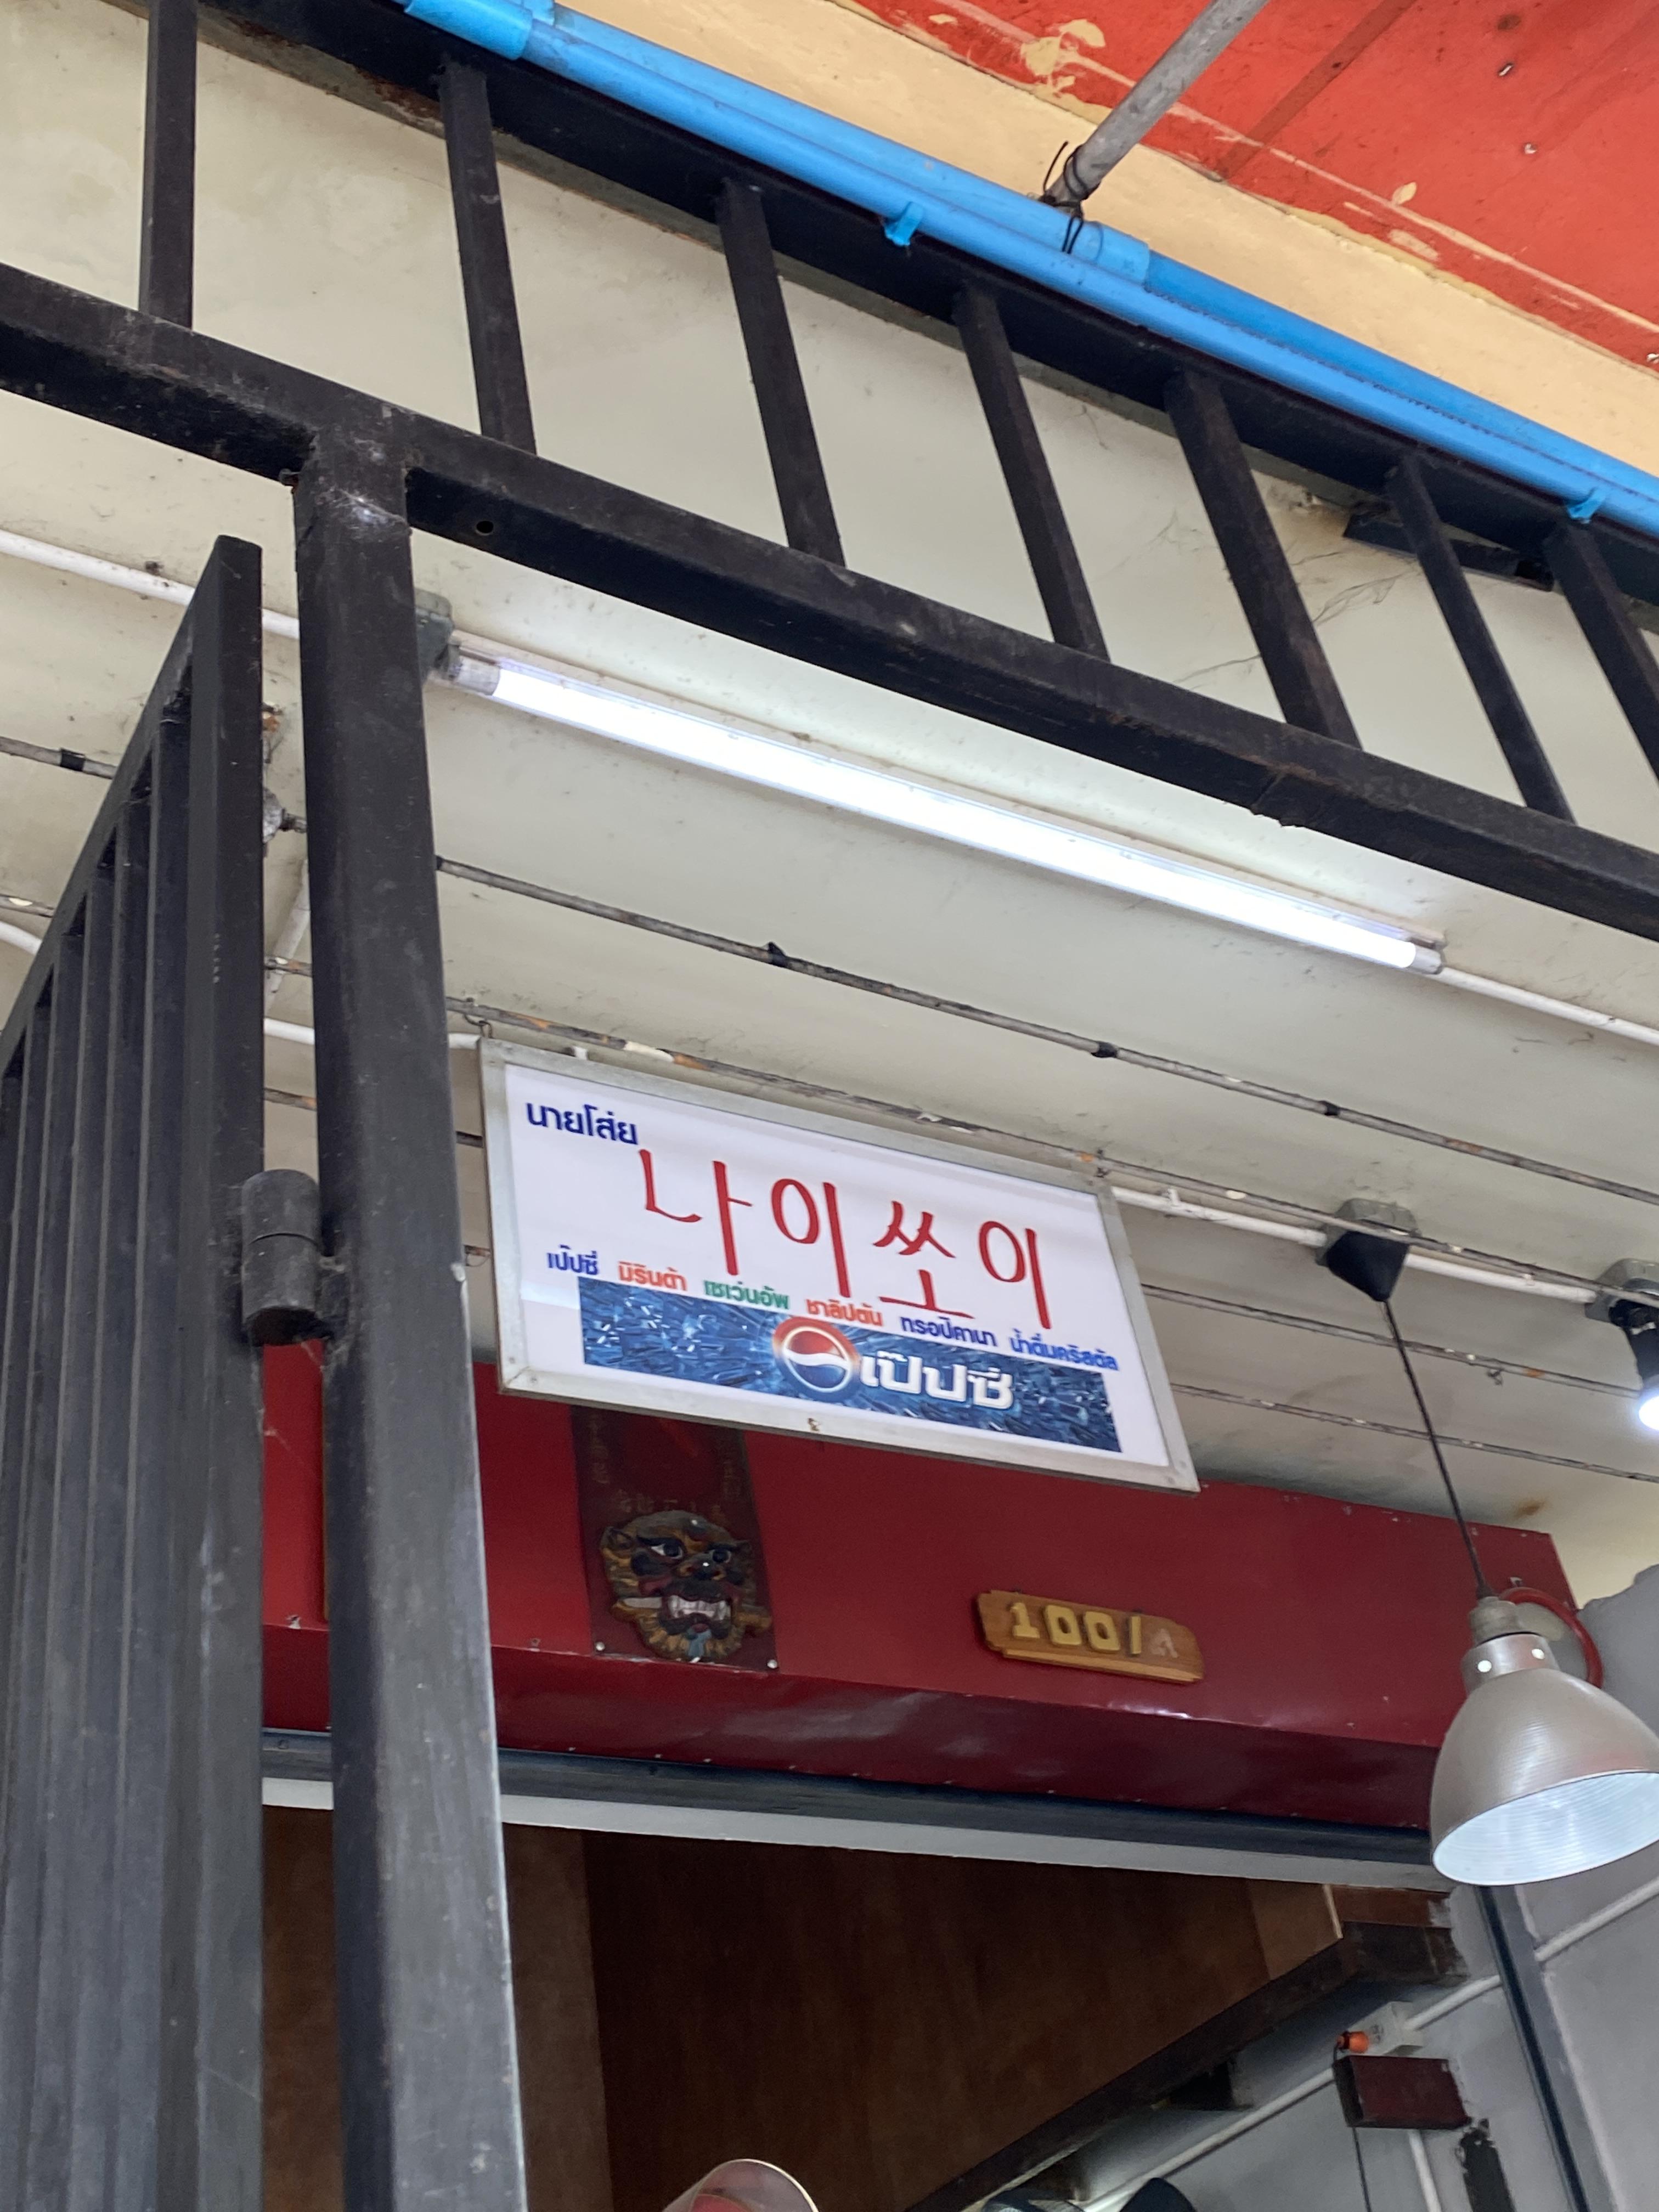 นายโส่ย
나이쏘이
เป๊ปซี่ มิรินด้า เซเว่นอัพ ชาลิปตัน ทรอปิคานา น้ำดื่มคริสตัล
เป๊ปซี่
100/